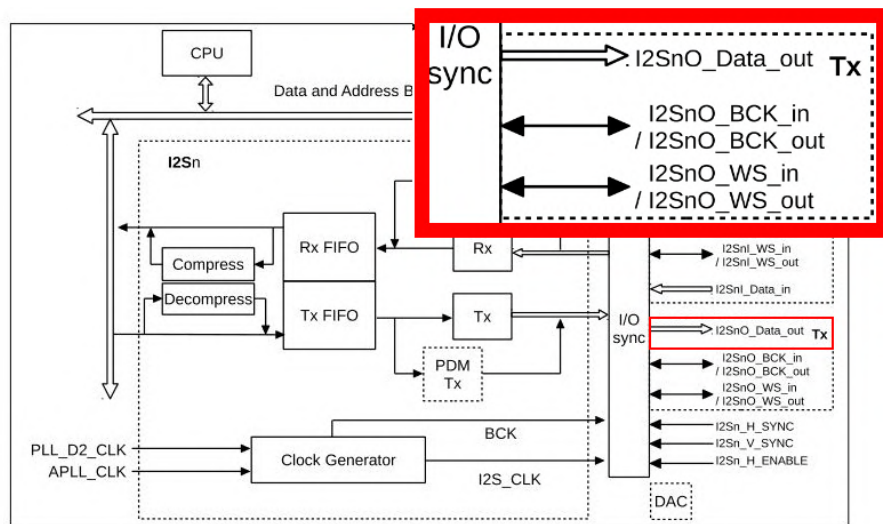 CPU
Data and Address B
I/O
sync
I2SnO_Data_out
Tx
I2SnO_BCK_in
/ I2SnO_BCK_out
I2SnO_WS_in
/ I2SnO_WS_out
I2Sn
Rx FIFO
Rx
Compress
Decompress
Tx FIFO
Tx
PDM
Tx
I/O
sync
I2SnI_WS_in
/ I2SnI_WS_out
I2SnI_Data_in
I2SnO_Data_out
Tx
I2SnO_BCK_in
/ I2SnO_BCK_out
I2SnO_WS_in
/ I2SnO_WS_out
BCK
I2Sn_H_SYNC
I2Sn_V_SYNC
I2Sn_H_ENABLE
PLL_D2_CLK
APLL_CLK
Clock Generator
I2S_CLK
DAC